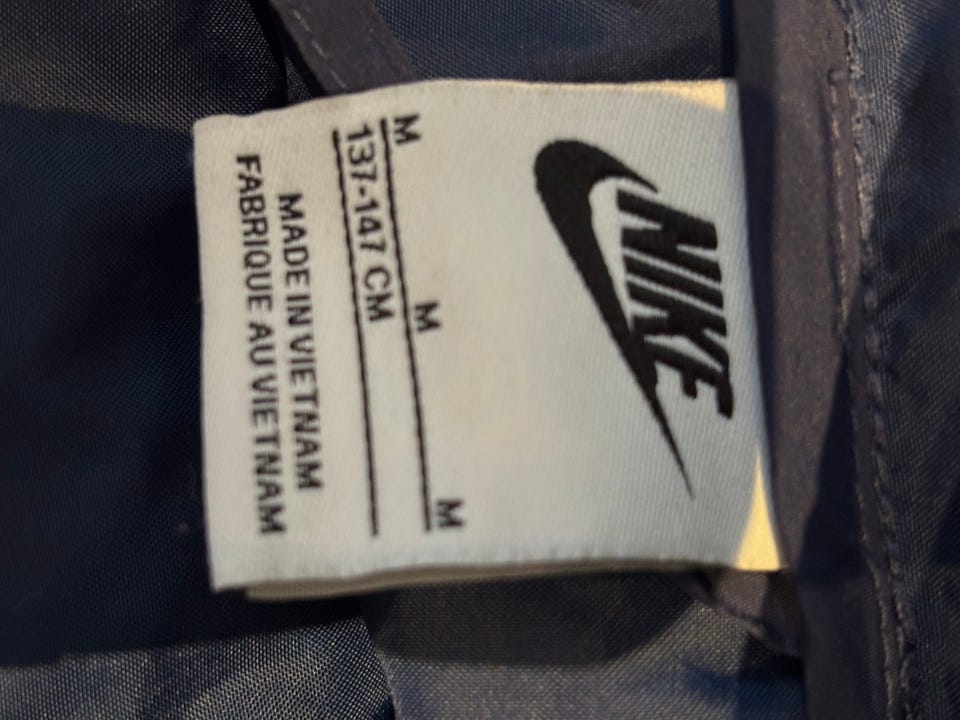 NIKE
M M M
137-147 CM
MADE IN VIETNAM
FABRIQUE AU VIETNAM